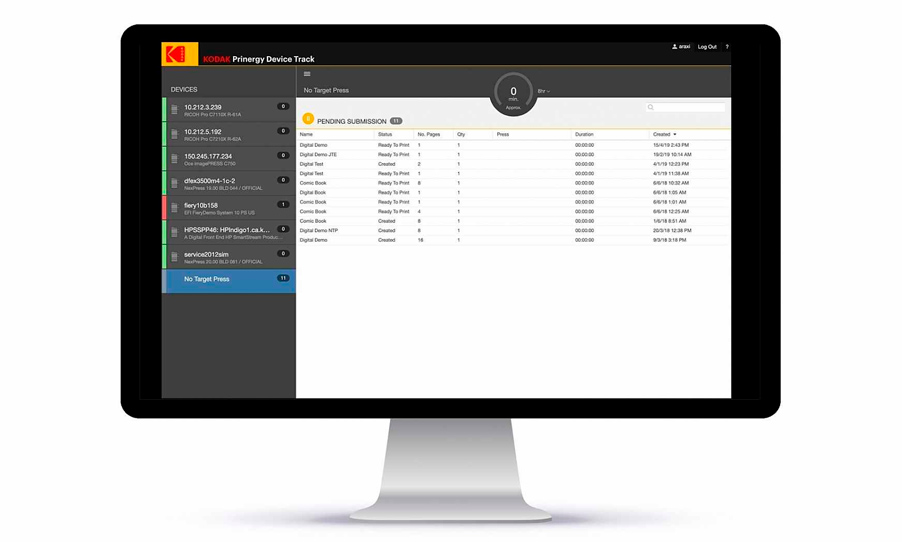 araxi Log Out ?
KODAK Prinergy Device Track
DEVICES
No Target Press
0
min.
Approx.
8hr -
10.212.3.239 0
RICOH Pro C7110X R-61A
10.212.5.192 0
RICOH Pro C7210X R-62A
150.245.177.234 0
Oce imagePRESS C750
dfex3500m4-1c-2 0
NexPress 10.00 BLD 044 / OFFICIAL
fiery10b158 1
EFI FieryDemo System 10 PS US
HPSSPP46: HPIndigo1.ca.k... 0
A Digital Front End HP SmartStream Produc...
service2012sim 0
NexPress 20.00 BLD 081 / OFFICIAL
No Target Press 11
PENDING SUBMISSION 11
Name Status No. Pages Qty Press Duration Created
Digital Demo Ready To Print 1 1 00:00:00 15/4/19 2:43 PM
Digital Demo JTE Ready To Print 1 1 00:00:00 19/2/19 10:14 AM
Digital Test Created 2 1 00:00:00 4/1/19 12:23 PM
Digital Test Ready To Print 1 1 00:00:00 4/1/19 11:38 AM
Comic Book Ready To Print 8 1 00:00:00 6/6/18 10:32 AM
Digital Book Ready To Print 1 1 00:00:00 6/6/18 1:05 AM
Comic Book Ready To Print 1 1 00:00:00 6/6/18 1:01 AM
Comic Book Ready To Print 4 1 00:00:00 6/6/18 12:25 AM
Comic Book Created 8 1 00:00:00 1/6/18 8:51 AM
Digital Demo NTP Created 8 1 00:00:00 20/3/18 12:38 PM
Digital Demo Created 16 1 00:00:00 9/3/18 3:18 PM